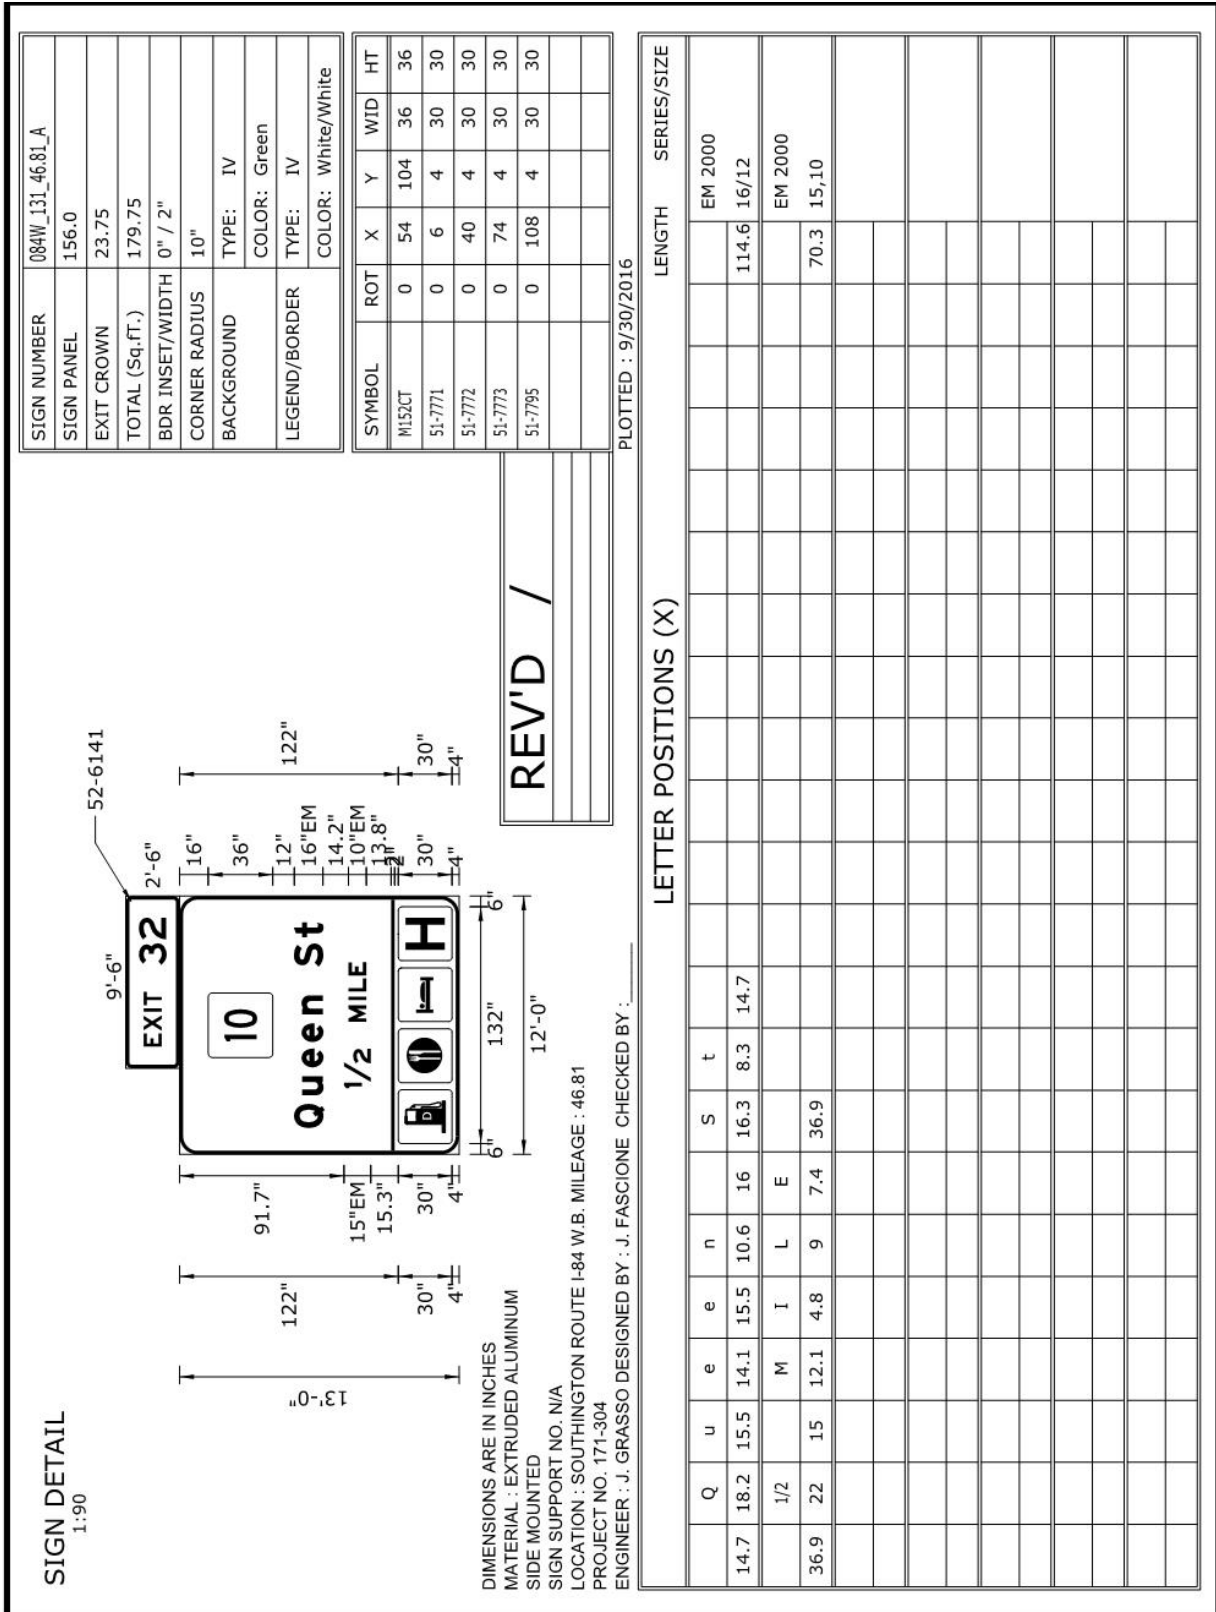 SIGN DETAIL
1:90
52-6141
9'-6"
2'-6"
EXIT 32
10
Queen St
1/2 MILE
D
H
13'-0"
122"
30"
4"
91.7"
15"EM
15.3"
30"
4"
16"
36"
12"
16"EM
14.2"
10"EM
13.8"
2"
30"
4"
122"
30"
4"
6" 132" 6"
12'-0"
DIMENSIONS ARE IN INCHES
MATERIAL : EXTRUDED ALUMINUM
SIDE MOUNTED
SIGN SUPPORT NO. N/A
LOCATION : SOUTHINGTON ROUTE I-84 W.B. MILEAGE : 46.81
PROJECT NO. 171-304
ENGINEER : J. GRASSO DESIGNED BY : J. FASCIONE CHECKED BY :______
SIGN NUMBER 084W_131_46.81_A
SIGN PANEL 156.0
EXIT CROWN 23.75
TOTAL (Sq.fT.) 179.75
BDR INSET/WIDTH 0" / 2"
CORNER RADIUS 10"
BACKGROUND TYPE: IV
COLOR: Green
LEGEND/BORDER TYPE: IV
COLOR: White/White
SYMBOL ROT X Y WID HT
M152CT 0 54 104 36 36
51-7771 0 6 4 30 30
51-7772 0 40 4 30 30
51-7773 0 74 4 30 30
51-7795 0 108 4 30 30
REV'D /
PLOTTED : 9/30/2016
LETTER POSITIONS (X) LENGTH SERIES/SIZE
Q u e e n S t EM 2000
14.7 18.2 15.5 14.1 15.5 10.6 16 16.3 8.3 14.7 114.6 16/12
1/2 M I L E EM 2000
36.9 22 15 12.1 4.8 9 7.4 36.9 70.3 15,10